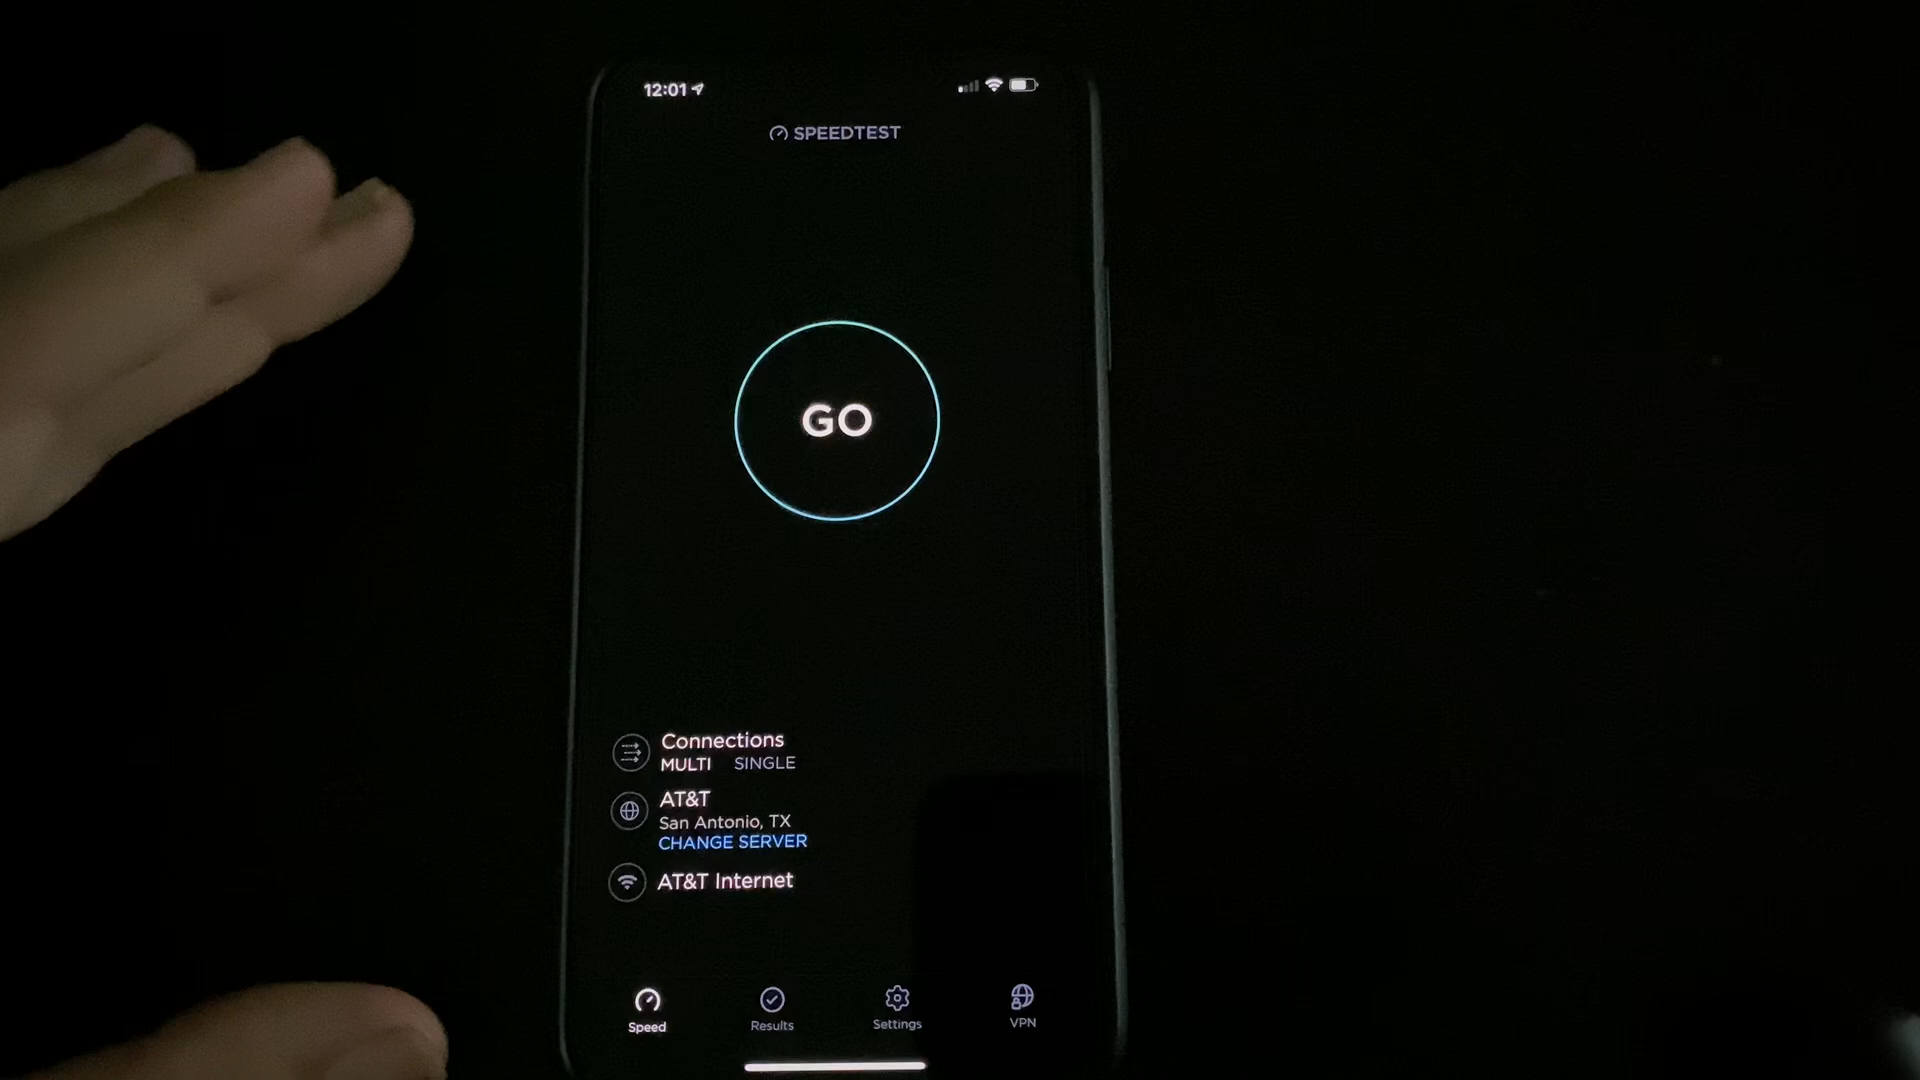 12:01
SPEEDTEST
GO
Connections
MULTI SINGLE
AT&T
San Antonio, TX
CHANGE SERVER
AT&T Internet
Speed Results Settings VPN